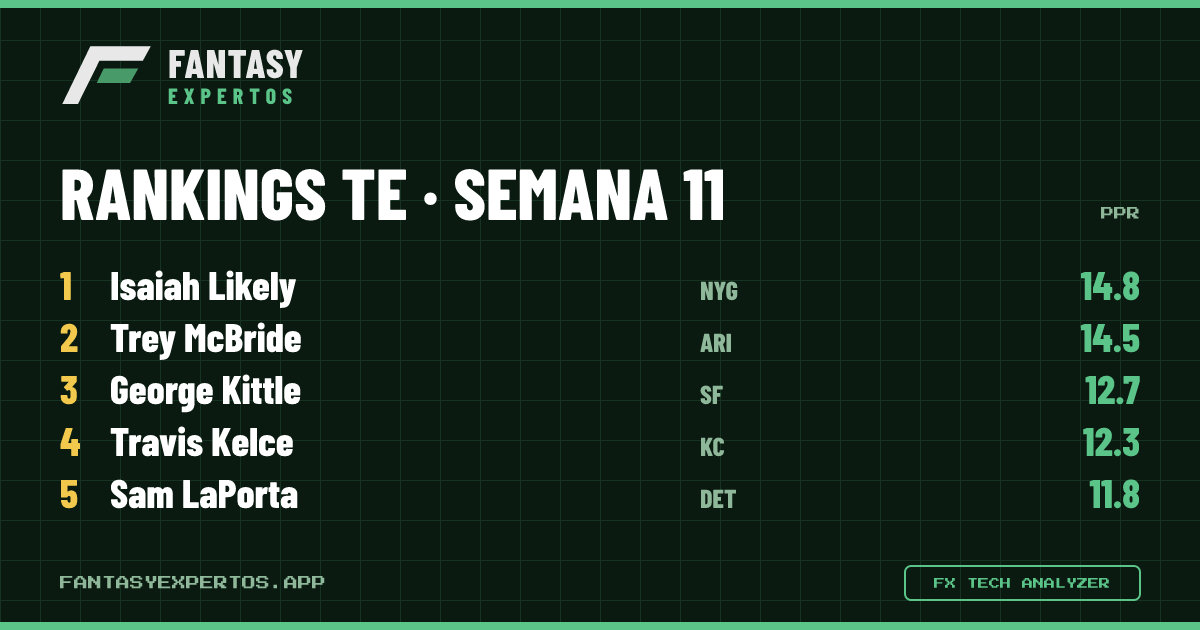 FANTASY
EXPERTOS
RANKINGS TE · SEMANA 11
PPR
1 Isaiah Likely NYG 14.8
2 Trey McBride ARI 14.5
3 George Kittle SF 12.7
4 Travis Kelce KC 12.3
5 Sam LaPorta DET 11.8
FANTASYEXPERTOS.APP
FX TECH ANALYZER